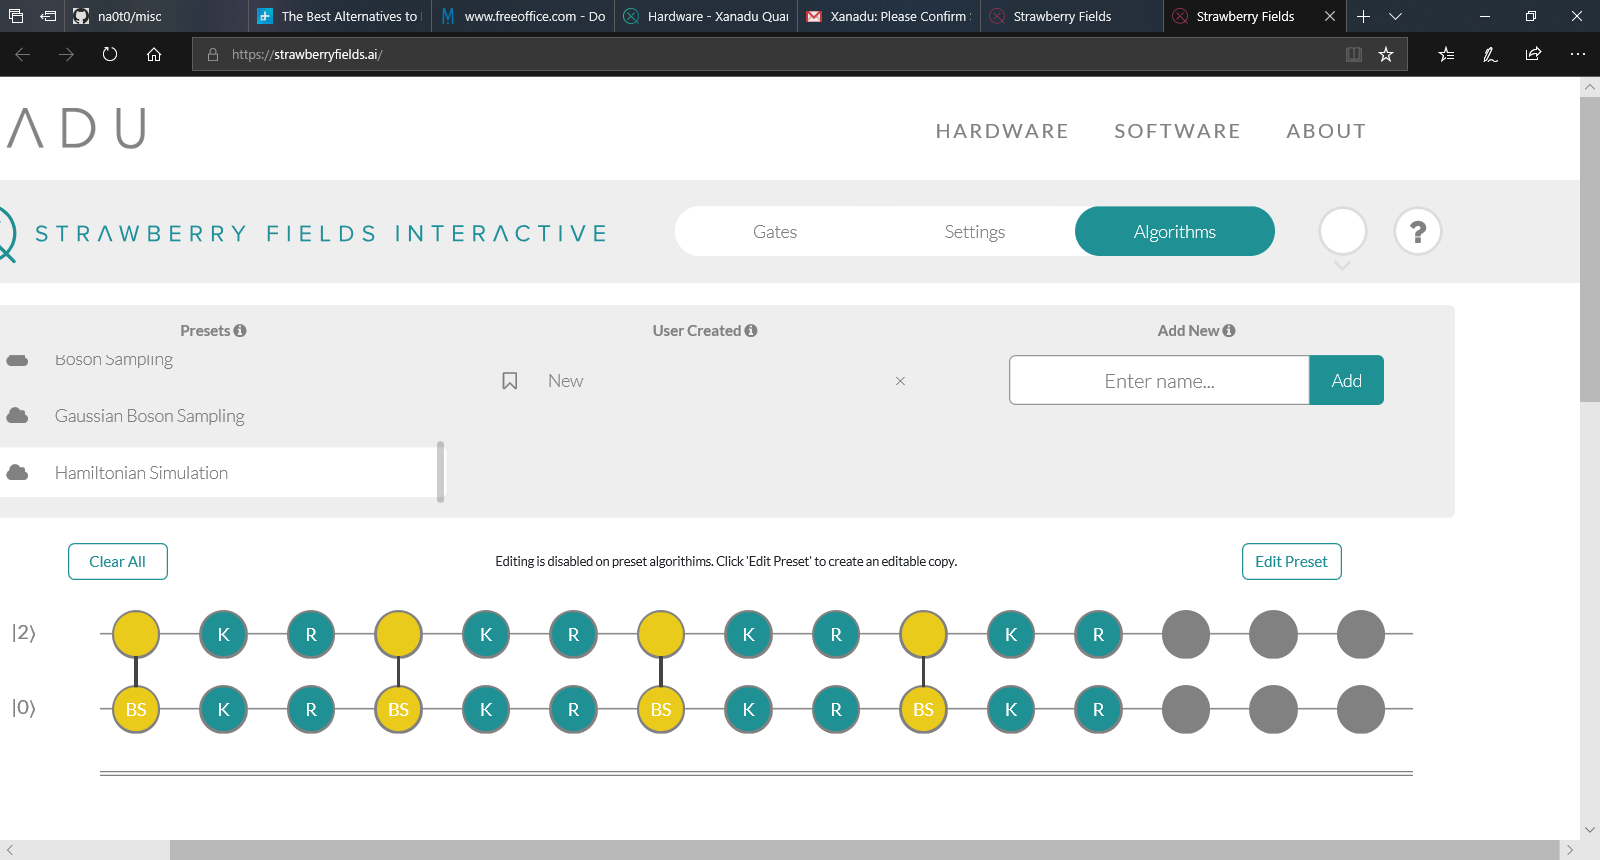 na0t0/misc
The Best Alternatives to
www.freeoffice.com - Do
Hardware - Xanadu Qua
Xanadu: Please Confirm
Strawberry Fields
Strawberry Fields
https://strawberryfields.ai/
ADU
HARDWARE
SOFTWARE
ABOUT
STRAWBERRY FIELDS INTERACTIVE
Gates
Settings
Algorithms
?
Presets
User Created
Add New
Boson Sampling
New
Enter name...
Add
Gaussian Boson Sampling
Hamiltonian Simulation
Clear All
Editing is disabled on preset algorithims. Click 'Edit Preset' to create an editable copy.
Edit Preset
|2⟩ K R K R K R K R
|0⟩ BS K R BS K R BS K R BS K R